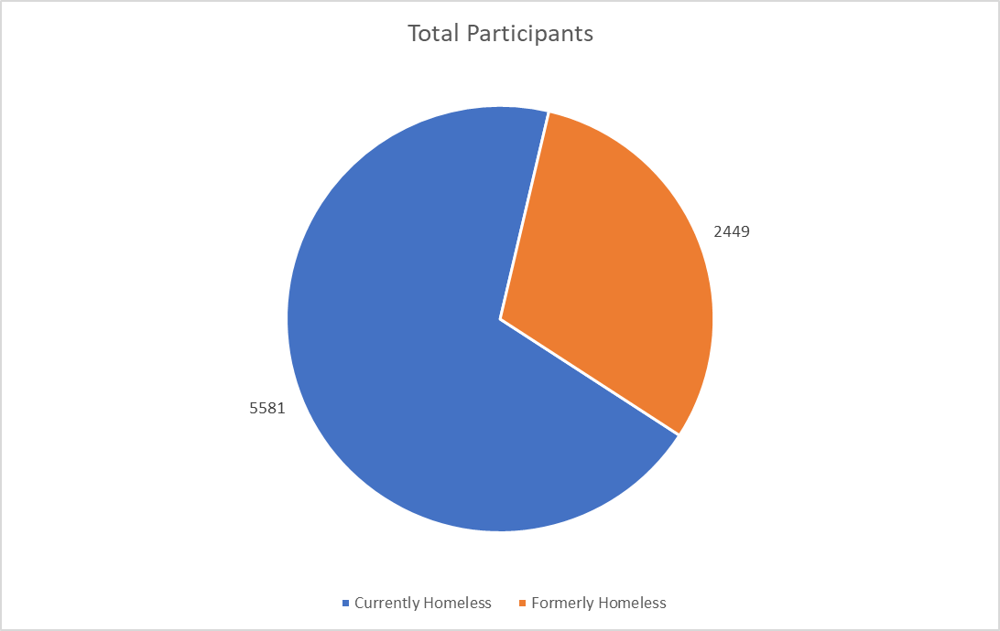 Total Participants
2449
5581
Currently Homeless
Formerly Homeless